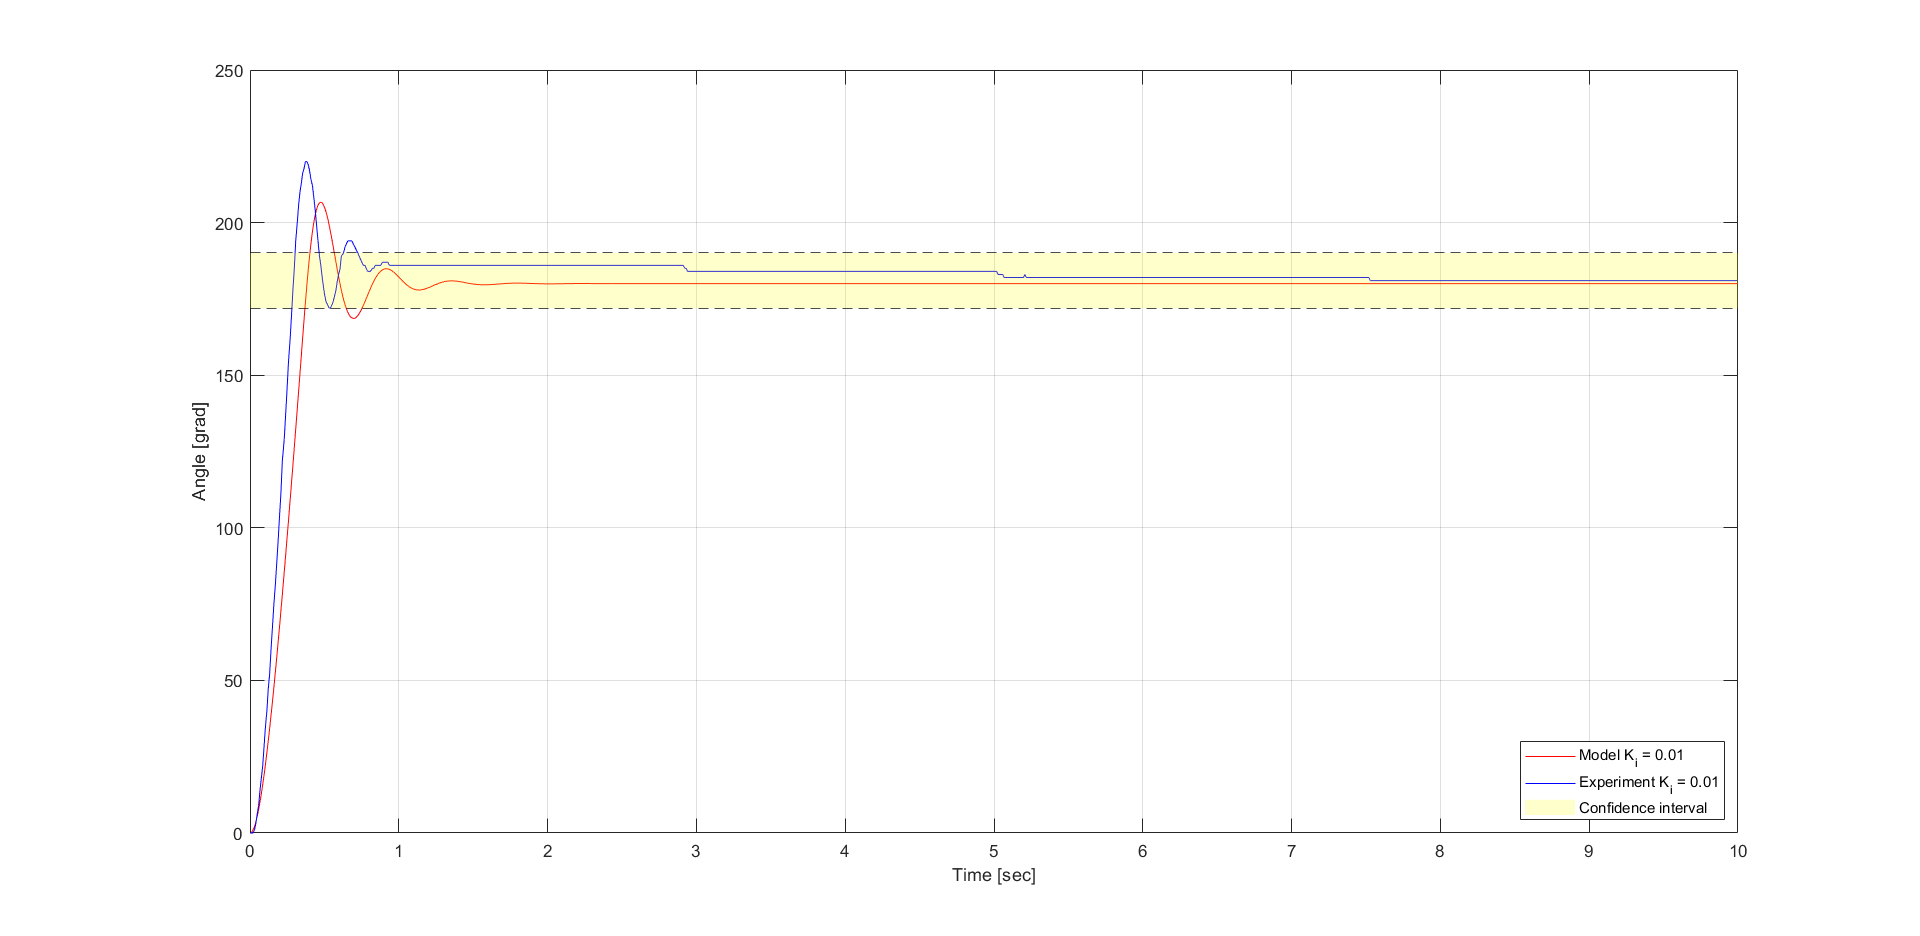 250
200
150
100
50
0
Angle [grad]
0 1 2 3 4 5 6 7 8 9 10
Time [sec]
Model K_i = 0.01
Experiment K_i = 0.01
Confidence interval